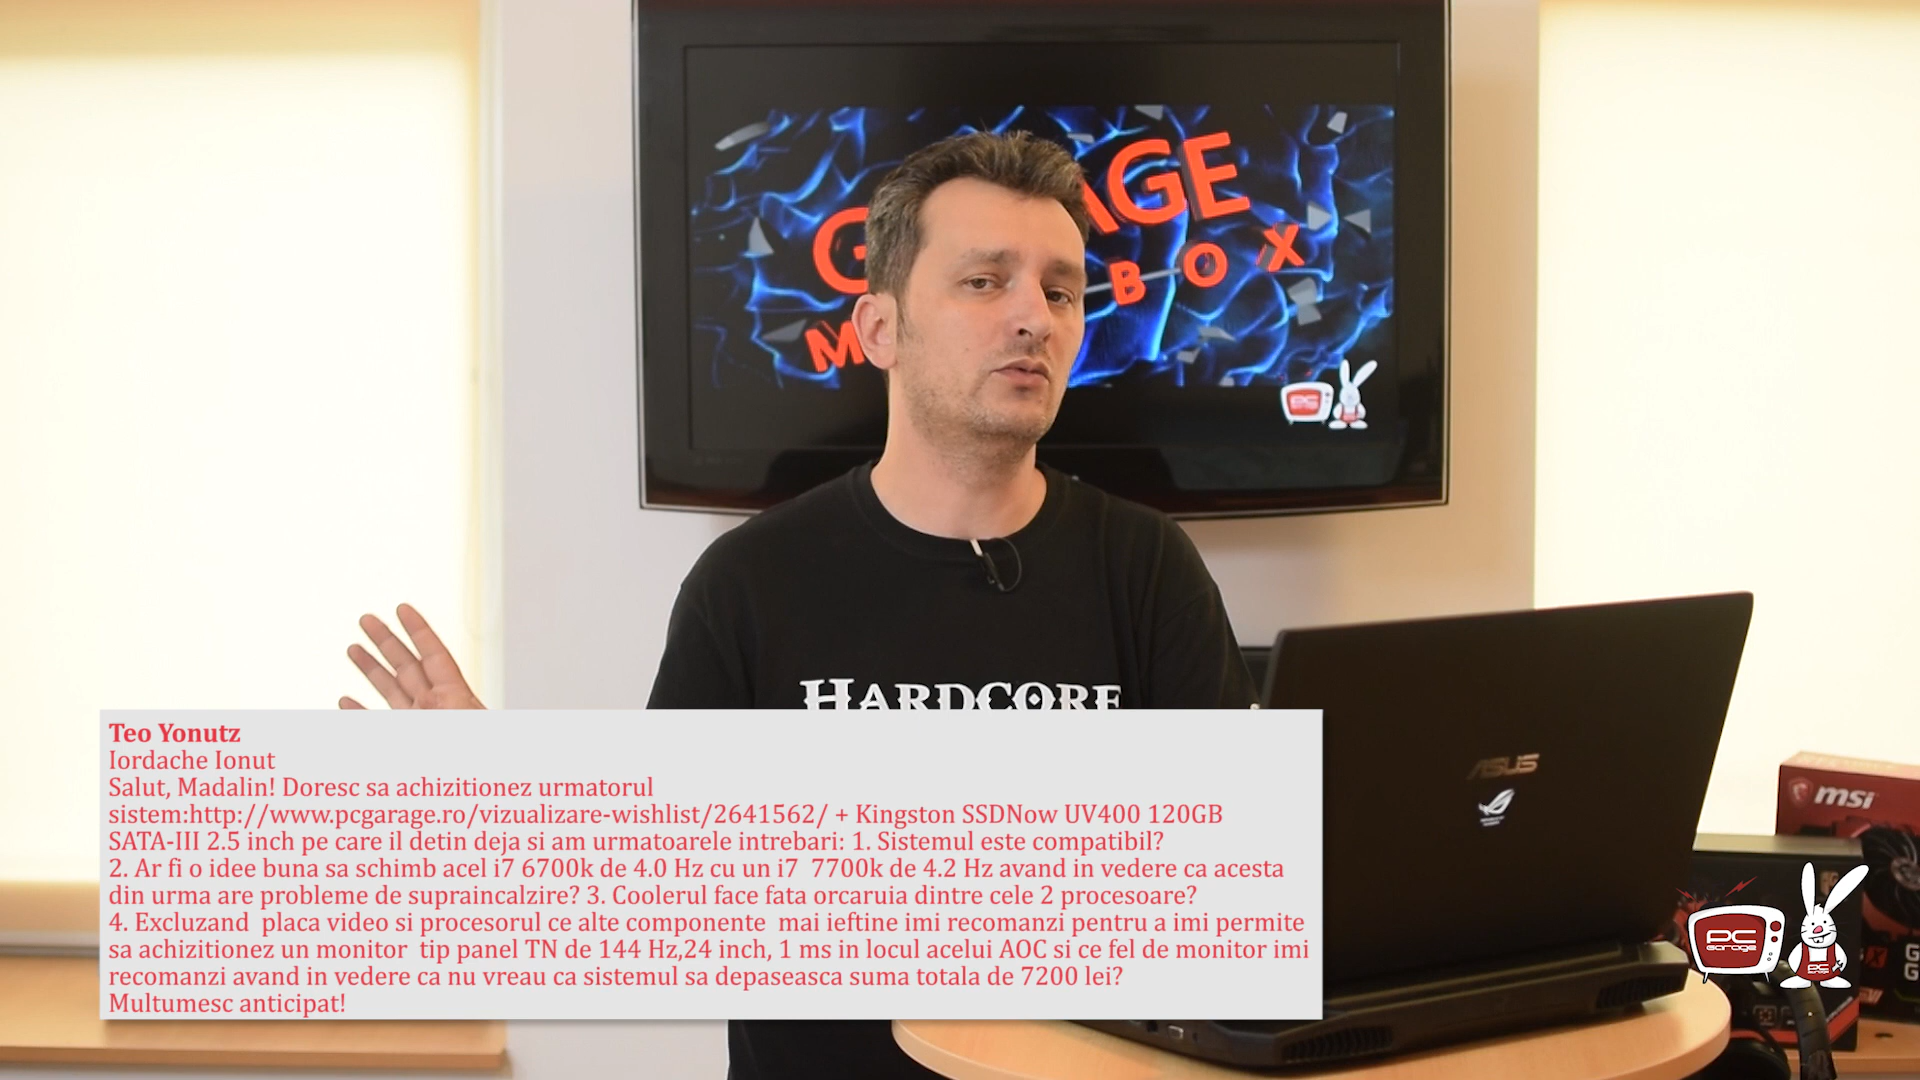 GARAGE
M BOX
PC
HARDCORE
Teo Yonutz
Iordache Ionut
Salut, Madalin! Doresc sa achizitionez urmatorul
sistem:http://www.pcgarage.ro/vizualizare-wishlist/2641562/ + Kingston SSDNow UV400 120GB
SATA-III 2.5 inch pe care il detin deja si am urmatoarele intrebari: 1. Sistemul este compatibil?
2. Ar fi o idee buna sa schimb acel i7 6700k de 4.0 Hz cu un i7  7700k de 4.2 Hz avand in vedere ca acesta
din urma are probleme de supraincalzire? 3. Coolerul face fata orcaruia dintre cele 2 procesoare?
4. Excluzand  placa video si procesorul ce alte componente  mai ieftine imi recomanzi pentru a imi permite
sa achizitionez un monitor  tip panel TN de 144 Hz,24 inch, 1 ms in locul acelui AOC si ce fel de monitor imi
recomanzi avand in vedere ca nu vreau ca sistemul sa depaseasca suma totala de 7200 lei?
Multumesc anticipat!
ASUS
msi
PC
Garage
PC